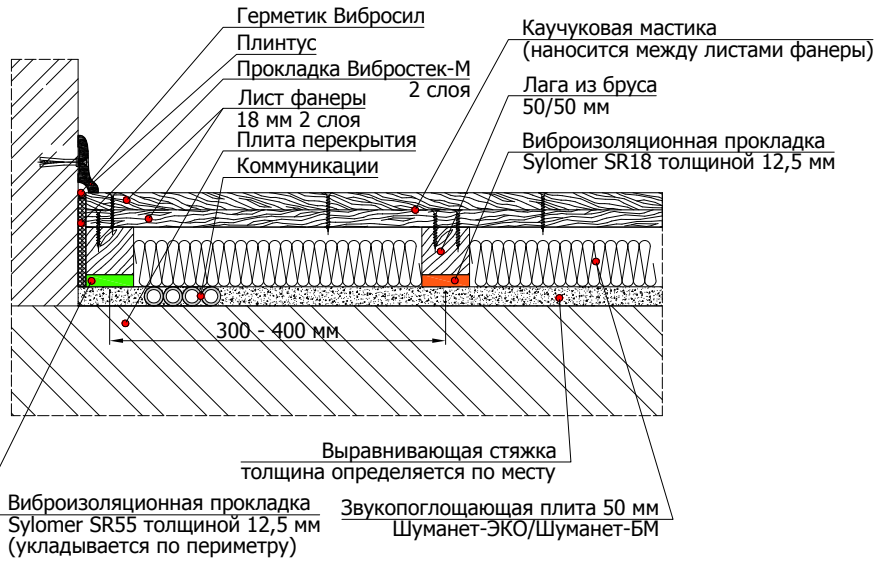 Герметик Вибросил
Плинтус
Прокладка Вибростек-М
2 слоя
Лист фанеры
18 мм 2 слоя
Плита перекрытия
Коммуникации
Каучуковая мастика
(наносится между листами фанеры)
Лага из бруса
50/50 мм
Виброизоляционная прокладка
Sylomer SR18 толщиной 12,5 мм
300 - 400 мм
Выравнивающая стяжка
толщина определяется по месту
Виброизоляционная прокладка
Sylomer SR55 толщиной 12,5 мм
(укладывается по периметру)
Звукопоглощающая плита 50 мм
Шуманет-ЭКО/Шуманет-БМ